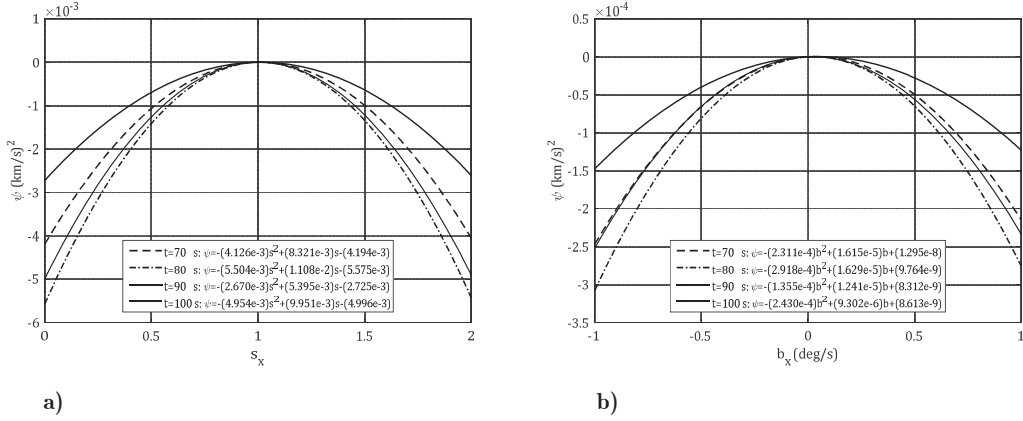 ×10⁻³
1
0
-1
-2
-3
-4
-5
-6
ψ (km/s)²
t=70 s: ψ=-(4.126e-3)s²+(8.321e-3)s-(4.194e-3)
t=80 s: ψ=-(5.504e-3)s²+(1.108e-2)s-(5.575e-3)
t=90 s: ψ=-(2.670e-3)s²+(5.395e-3)s-(2.725e-3)
t=100 s: ψ=-(4.954e-3)s²+(9.951e-3)s-(4.996e-3)
0 0.5 1 1.5 2
sₓ
a)
×10⁻⁴
0.5
0
-0.5
-1
-1.5
-2
-2.5
-3
-3.5
ψ (km/s)²
t=70 s: ψ=-(2.311e-4)b²+(1.615e-5)b+(1.295e-8)
t=80 s: ψ=-(2.918e-4)b²+(1.629e-5)b+(9.764e-9)
t=90 s: ψ=-(1.355e-4)b²+(1.241e-5)b+(8.312e-9)
t=100 s: ψ=-(2.430e-4)b²+(9.302e-6)b+(8.613e-9)
-1 -0.5 0 0.5 1
bₓ(deg/s)
b)